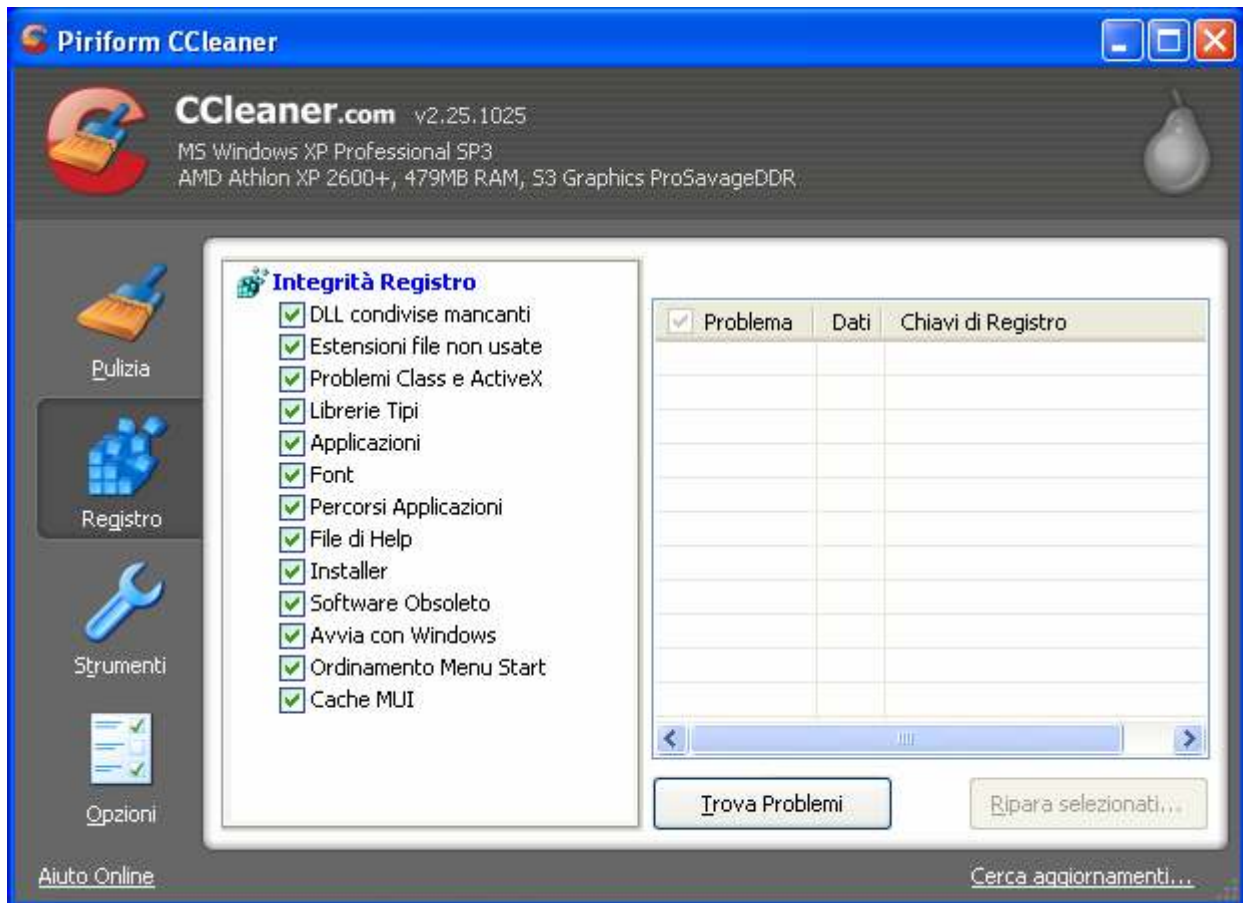 Piriform CCleaner
CCleaner.com v2.25.1025
MS Windows XP Professional SP3
AMD Athlon XP 2600+, 479MB RAM, S3 Graphics ProSavageDDR
Pulizia
Registro
Strumenti
Opzioni
Integrità Registro
DLL condivise mancanti
Estensioni file non usate
Problemi Class e ActiveX
Librerie Tipi
Applicazioni
Font
Percorsi Applicazioni
File di Help
Installer
Software Obsoleto
Avvia con Windows
Ordinamento Menu Start
Cache MUI
Problema Dati Chiavi di Registro
Trova Problemi
Ripara selezionati...
Aiuto Online
Cerca aggiornamenti...